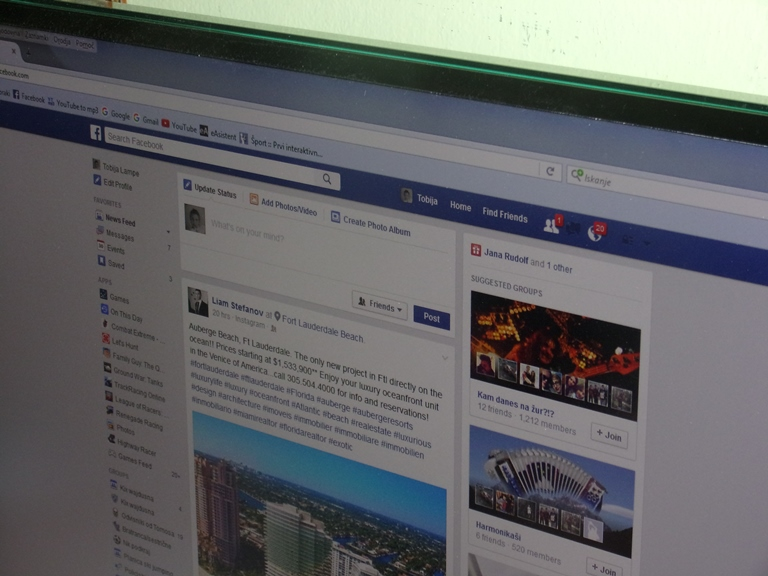 Facebook
YouTube to mp3
Google
Gmail
YouTube
eAsistent
Šport :: Prvi interaktivn...
Search Facebook
Iskanje
Tobija
Home
Find Friends
1
20
Tobija Lampe
Edit Profile
FAVORITES
News Feed
Messages
Events
Saved
APPS
Games
On This Day
Combat Extreme
Let's Hunt
Family Guy: The Q...
Ground War: Tanks
TrackRacing Online
League of Racers
Renegade Racing
Photos
Highway Runner
Games Feed
GROUPS
Update Status
Add Photos/Video
Create Photo Album
What's on your mind?
Friends
Post
Liam Stefanov at Fort Lauderdale Beach.
20 hrs · Instagram
Auberge Beach, Ft Lauderdale. The only new project in Ftl directly on the
ocean!! Prices starting at $1,533,900** Enjoy your luxury oceanfront unit
in the Venice of America...call 305.504.4000 for info and reservations!
#fortlauderdale #ftlauderdale #Florida #auberge #aubergeresorts
#luxurylife #luxury #oceanfront #Atlantic #beach #realestate #luxurious
#design #architecture #movels #immobilier #immobiliare #immobilien
#immobiliano #miamirealtor #floridarealtor #exotic
Jana Rudolf and 1 other
SUGGESTED GROUPS
Kam danes na žur?!?
12 friends · 1,212 members
+ Join
Harmonikaši
6 friends · 520 members
+ Join